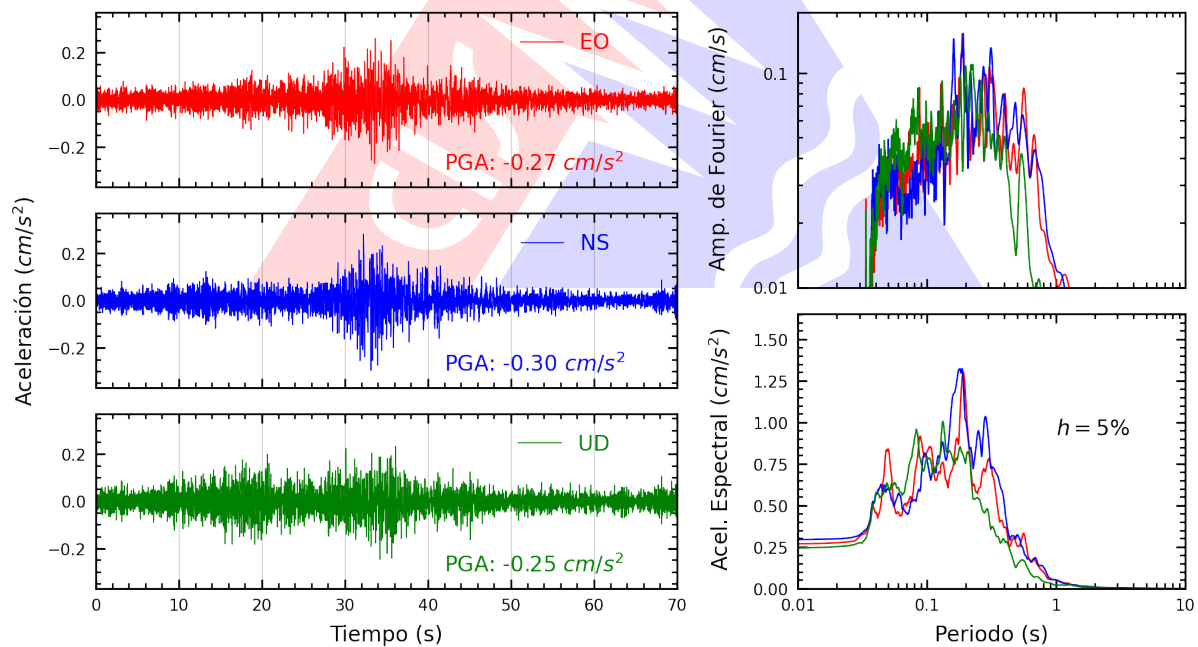 Aceleración (cm/s²)
0.2
0.0
−0.2
EO
PGA: -0.27 cm/s²
0.2
0.0
−0.2
NS
PGA: -0.30 cm/s²
0.2
0.0
−0.2
UD
PGA: -0.25 cm/s²
0 10 20 30 40 50 60 70
Tiempo (s)
Amp. de Fourier (cm/s)
0.1
0.01
Acel. Espectral (cm/s²)
1.50
1.25
1.00
0.75
0.50
0.25
0.00
h = 5%
0.01 0.1 1 10
Periodo (s)